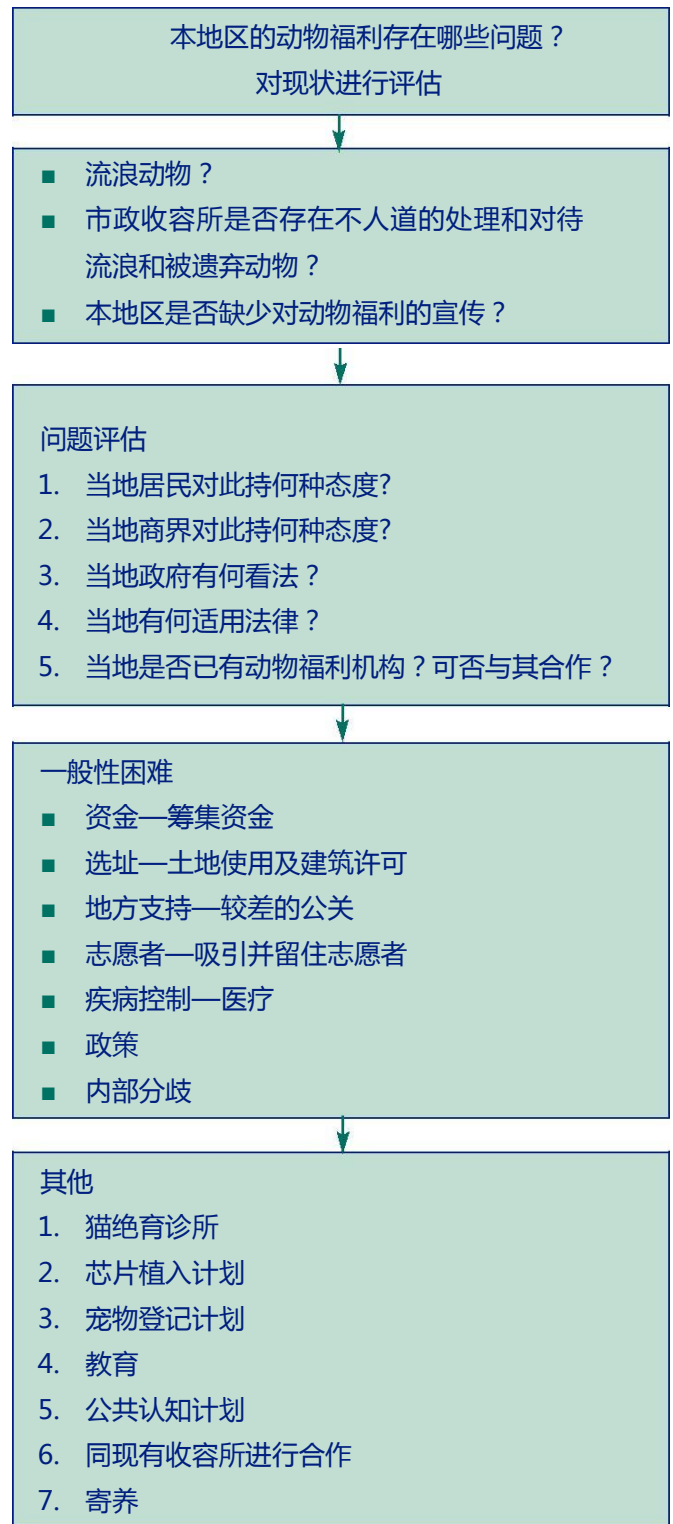 本地区的动物福利存在哪些问题？
对现状进行评估
■ 流浪动物？
■ 市政收容所是否存在不人道的处理和对待
流浪和被遗弃动物？
■ 本地区是否缺少对动物福利的宣传？
问题评估
1. 当地居民对此持何种态度?
2. 当地商界对此持何种态度?
3. 当地政府有何看法？
4. 当地有何适用法律？
5. 当地是否已有动物福利机构？可否与其合作？
一般性困难
■ 资金—筹集资金
■ 选址—土地使用及建筑许可
■ 地方支持—较差的公关
■ 志愿者—吸引并留住志愿者
■ 疾病控制—医疗
■ 政策
■ 内部分歧
其他
1. 猫绝育诊所
2. 芯片植入计划
3. 宠物登记计划
4. 教育
5. 公共认知计划
6. 同现有收容所进行合作
7. 寄养